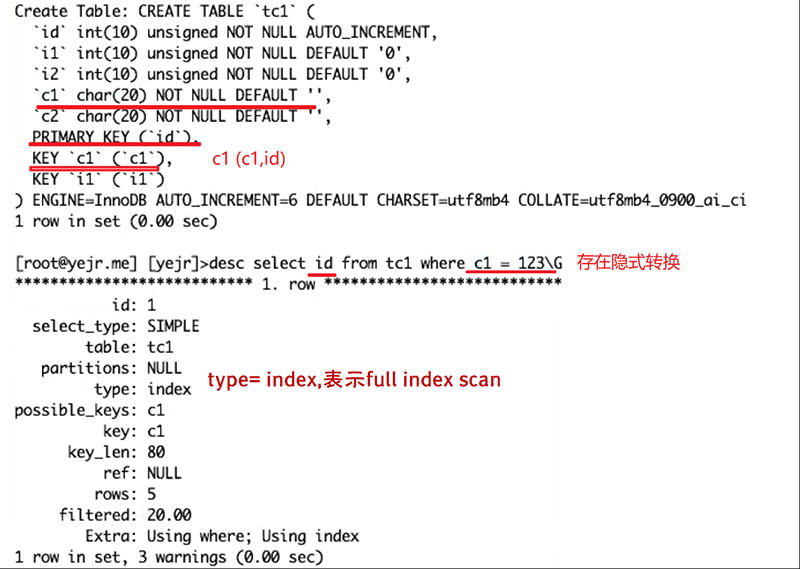 Create Table: CREATE TABLE `tc1` (
`id` int(10) unsigned NOT NULL AUTO_INCREMENT,
`i1` int(10) unsigned NOT NULL DEFAULT '0',
`i2` int(10) unsigned NOT NULL DEFAULT '0',
`c1` char(20) NOT NULL DEFAULT '',
`c2` char(20) NOT NULL DEFAULT '',
PRIMARY KEY (`id`),
KEY `c1` (`c1`), c1 (c1,id)
KEY `i1` (`i1`)
) ENGINE=InnoDB AUTO_INCREMENT=6 DEFAULT CHARSET=utf8mb4 COLLATE=utf8mb4_0900_ai_ci
1 row in set (0.00 sec)
[root@yejr.me] [yejr]>desc select id from tc1 where c1 = 123\G 存在隐式转换
*************************** 1. row ***************************
id: 1
select_type: SIMPLE
table: tc1
partitions: NULL
type: index type= index,表示full index scan
possible_keys: c1
key: c1
key_len: 80
ref: NULL
rows: 5
filtered: 20.00
Extra: Using where; Using index
1 row in set, 3 warnings (0.00 sec)